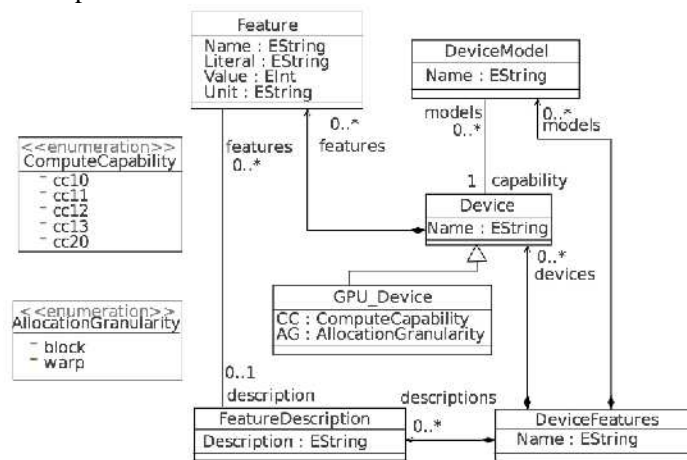 Feature
Name : EString
Literal : EString
Value : EInt
Unit : EString
DeviceModel
Name : EString
features
0..*
0..*
features
models
0..*
0..*
models
<<enumeration>>
ComputeCapability
cc10
cc11
cc12
cc13
cc20
1 capability
Device
Name : EString
0..*
devices
<<enumeration>>
AllocationGranularity
block
warp
GPU_Device
CC : ComputeCapability
AG : AllocationGranularity
0..1
description
descriptions
0..*
FeatureDescription
Description : EString
DeviceFeatures
Name : EString